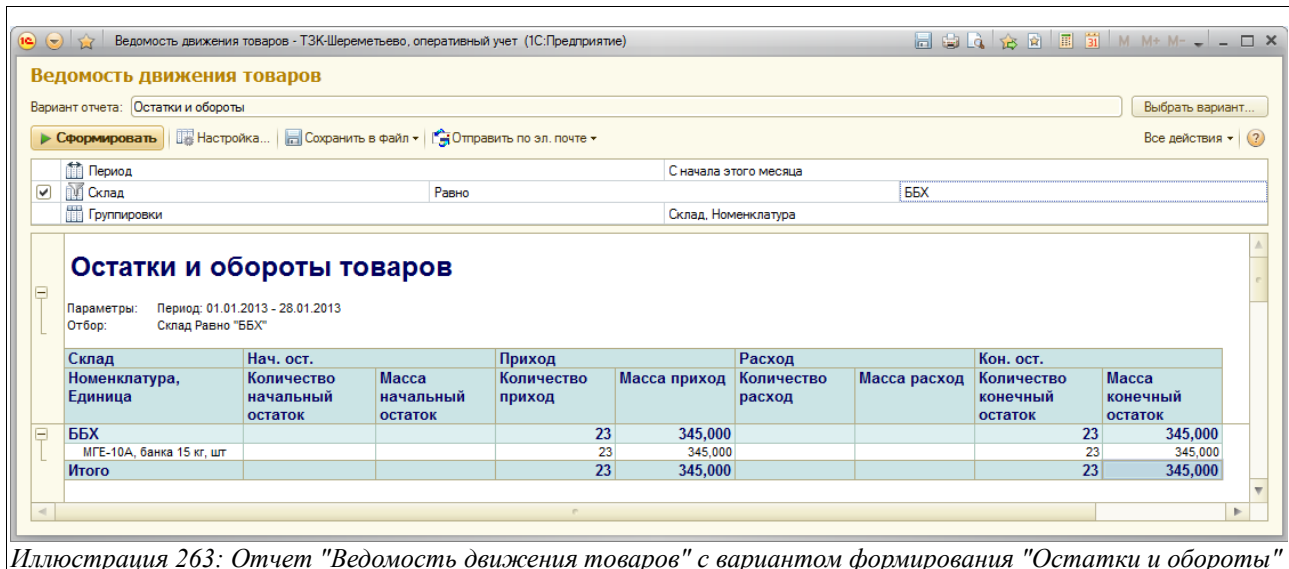 Ведомость движения товаров - ТЗК-Шереметьево, оперативный учет (1С:Предприятие) M M+ M-
Ведомость движения товаров
Вариант отчета: Остатки и обороты Выбрать вариант...
Сформировать Настройка... Сохранить в файл Отправить по эл. почте Все действия
Период С начала этого месяца
Склад Равно ББХ
Группировки Склад, Номенклатура
Остатки и обороты товаров
Параметры: Период: 01.01.2013 - 28.01.2013
Отбор: Склад Равно "ББХ"
Склад Нач. ост. Приход Расход Кон. ост.
Номенклатура, Количество Масса Количество Масса приход Количество Масса расход Количество Масса
Единица начальный начальный приход расход конечный конечный
остаток остаток остаток остаток
ББХ 23 345,000 23 345,000
МГЕ-10А, банка 15 кг, шт 23 345,000 23 345,000
Итого 23 345,000 23 345,000
Иллюстрация 263: Отчет "Ведомость движения товаров" с вариантом формирования "Остатки и обороты"